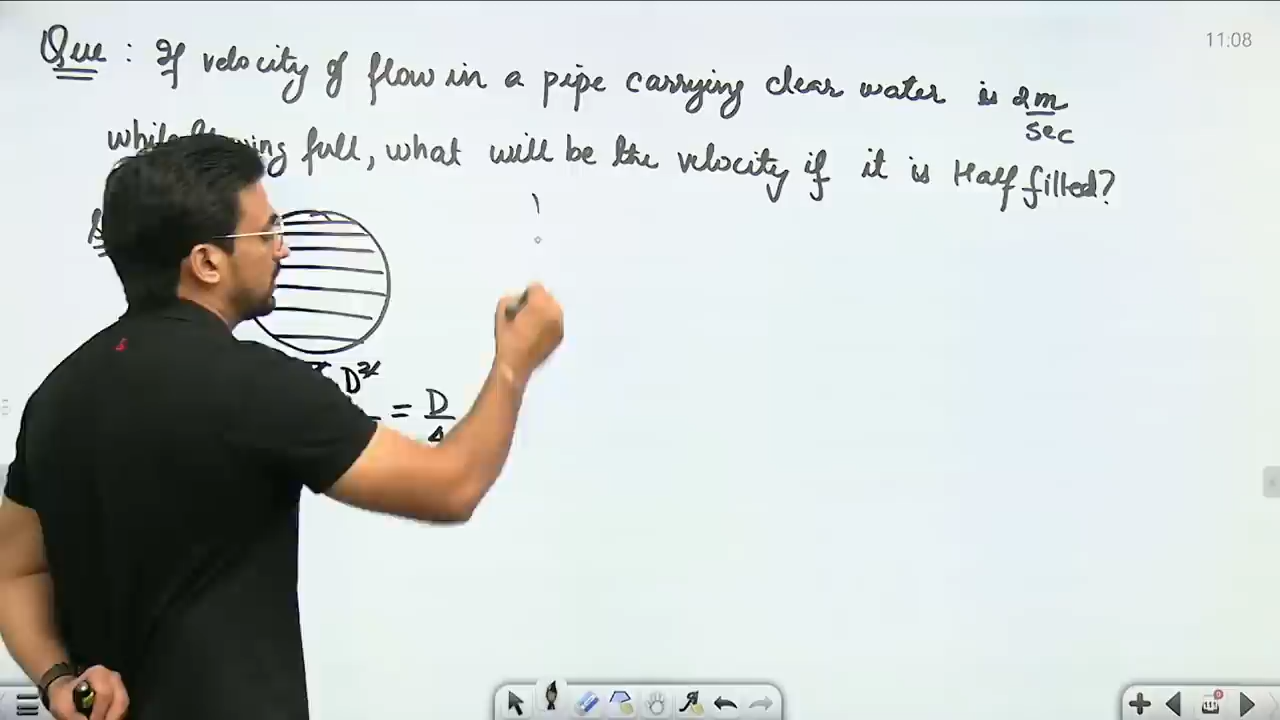 11:08
Que : If velocity of flow in a pipe carrying clear water is 2m/sec
full, what will be the velocity if it is Half filled?
D²
= D/4